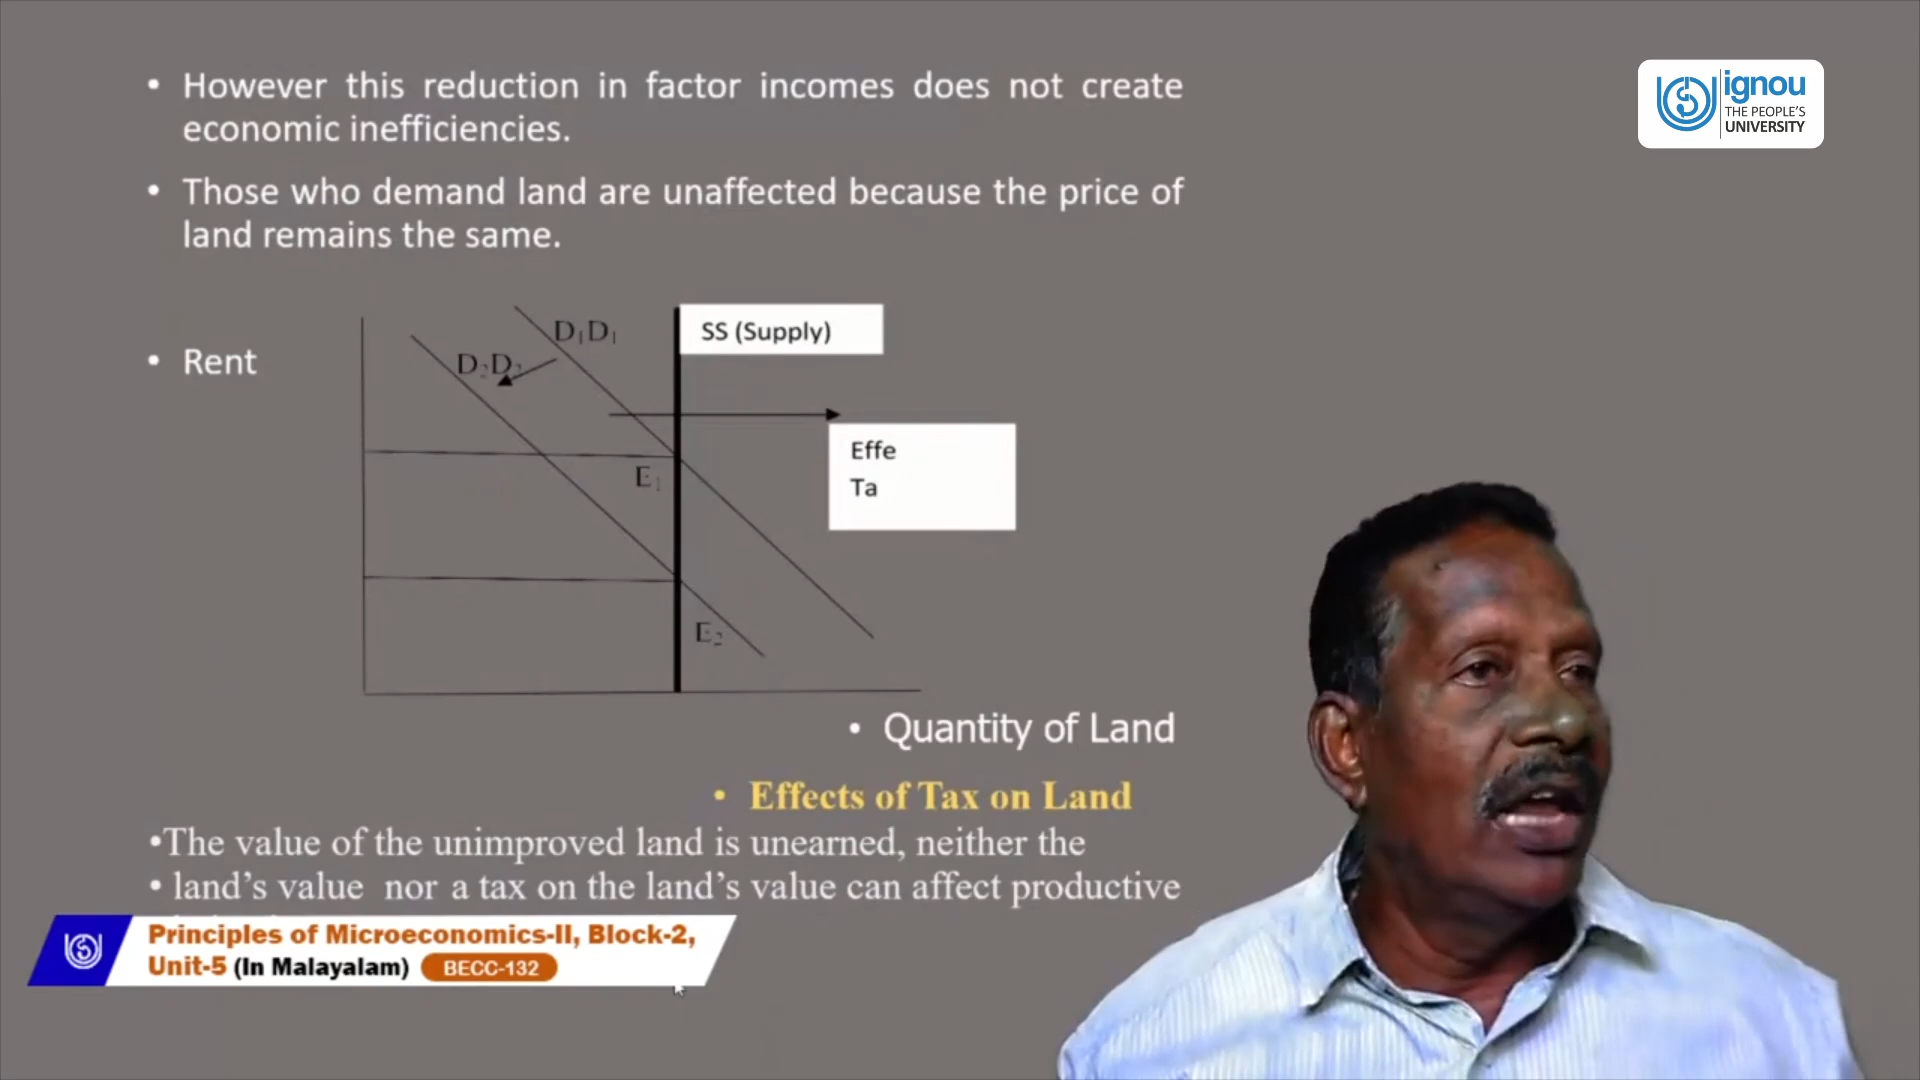 • However this reduction in factor incomes does not create
economic inefficiencies.
• Those who demand land are unaffected because the price of
land remains the same.
ignou
THE PEOPLE'S
UNIVERSITY
D₁D₁
SS (Supply)
• Rent
D₂D₂
Effe
Ta
E₁
E₂
• Quantity of Land
• Effects of Tax on Land
•The value of the unimproved land is unearned, neither the
• land's value nor a tax on the land's value can affect productive
Principles of Microeconomics-II, Block-2,
Unit-5 (In Malayalam) BECC-132